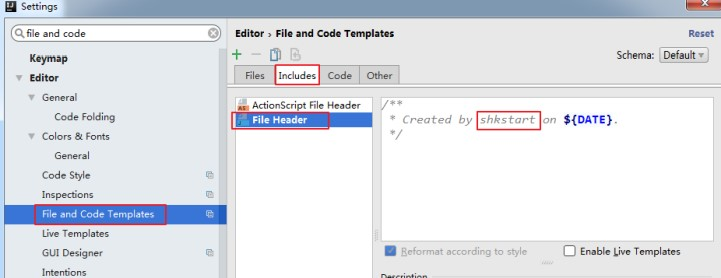 Settings
file and code
Keymap
Editor
General
Code Folding
Colors & Fonts
General
Code Style
Inspections
File and Code Templates
Live Templates
GUI Designer
Intentions
Editor › File and Code Templates
Reset
Schema: Default
Files
Includes
Code
Other
ActionScript File Header
File Header
/**
* Created by shkstart on ${DATE}.
*/
Reformat according to style
Enable Live Templates
Description